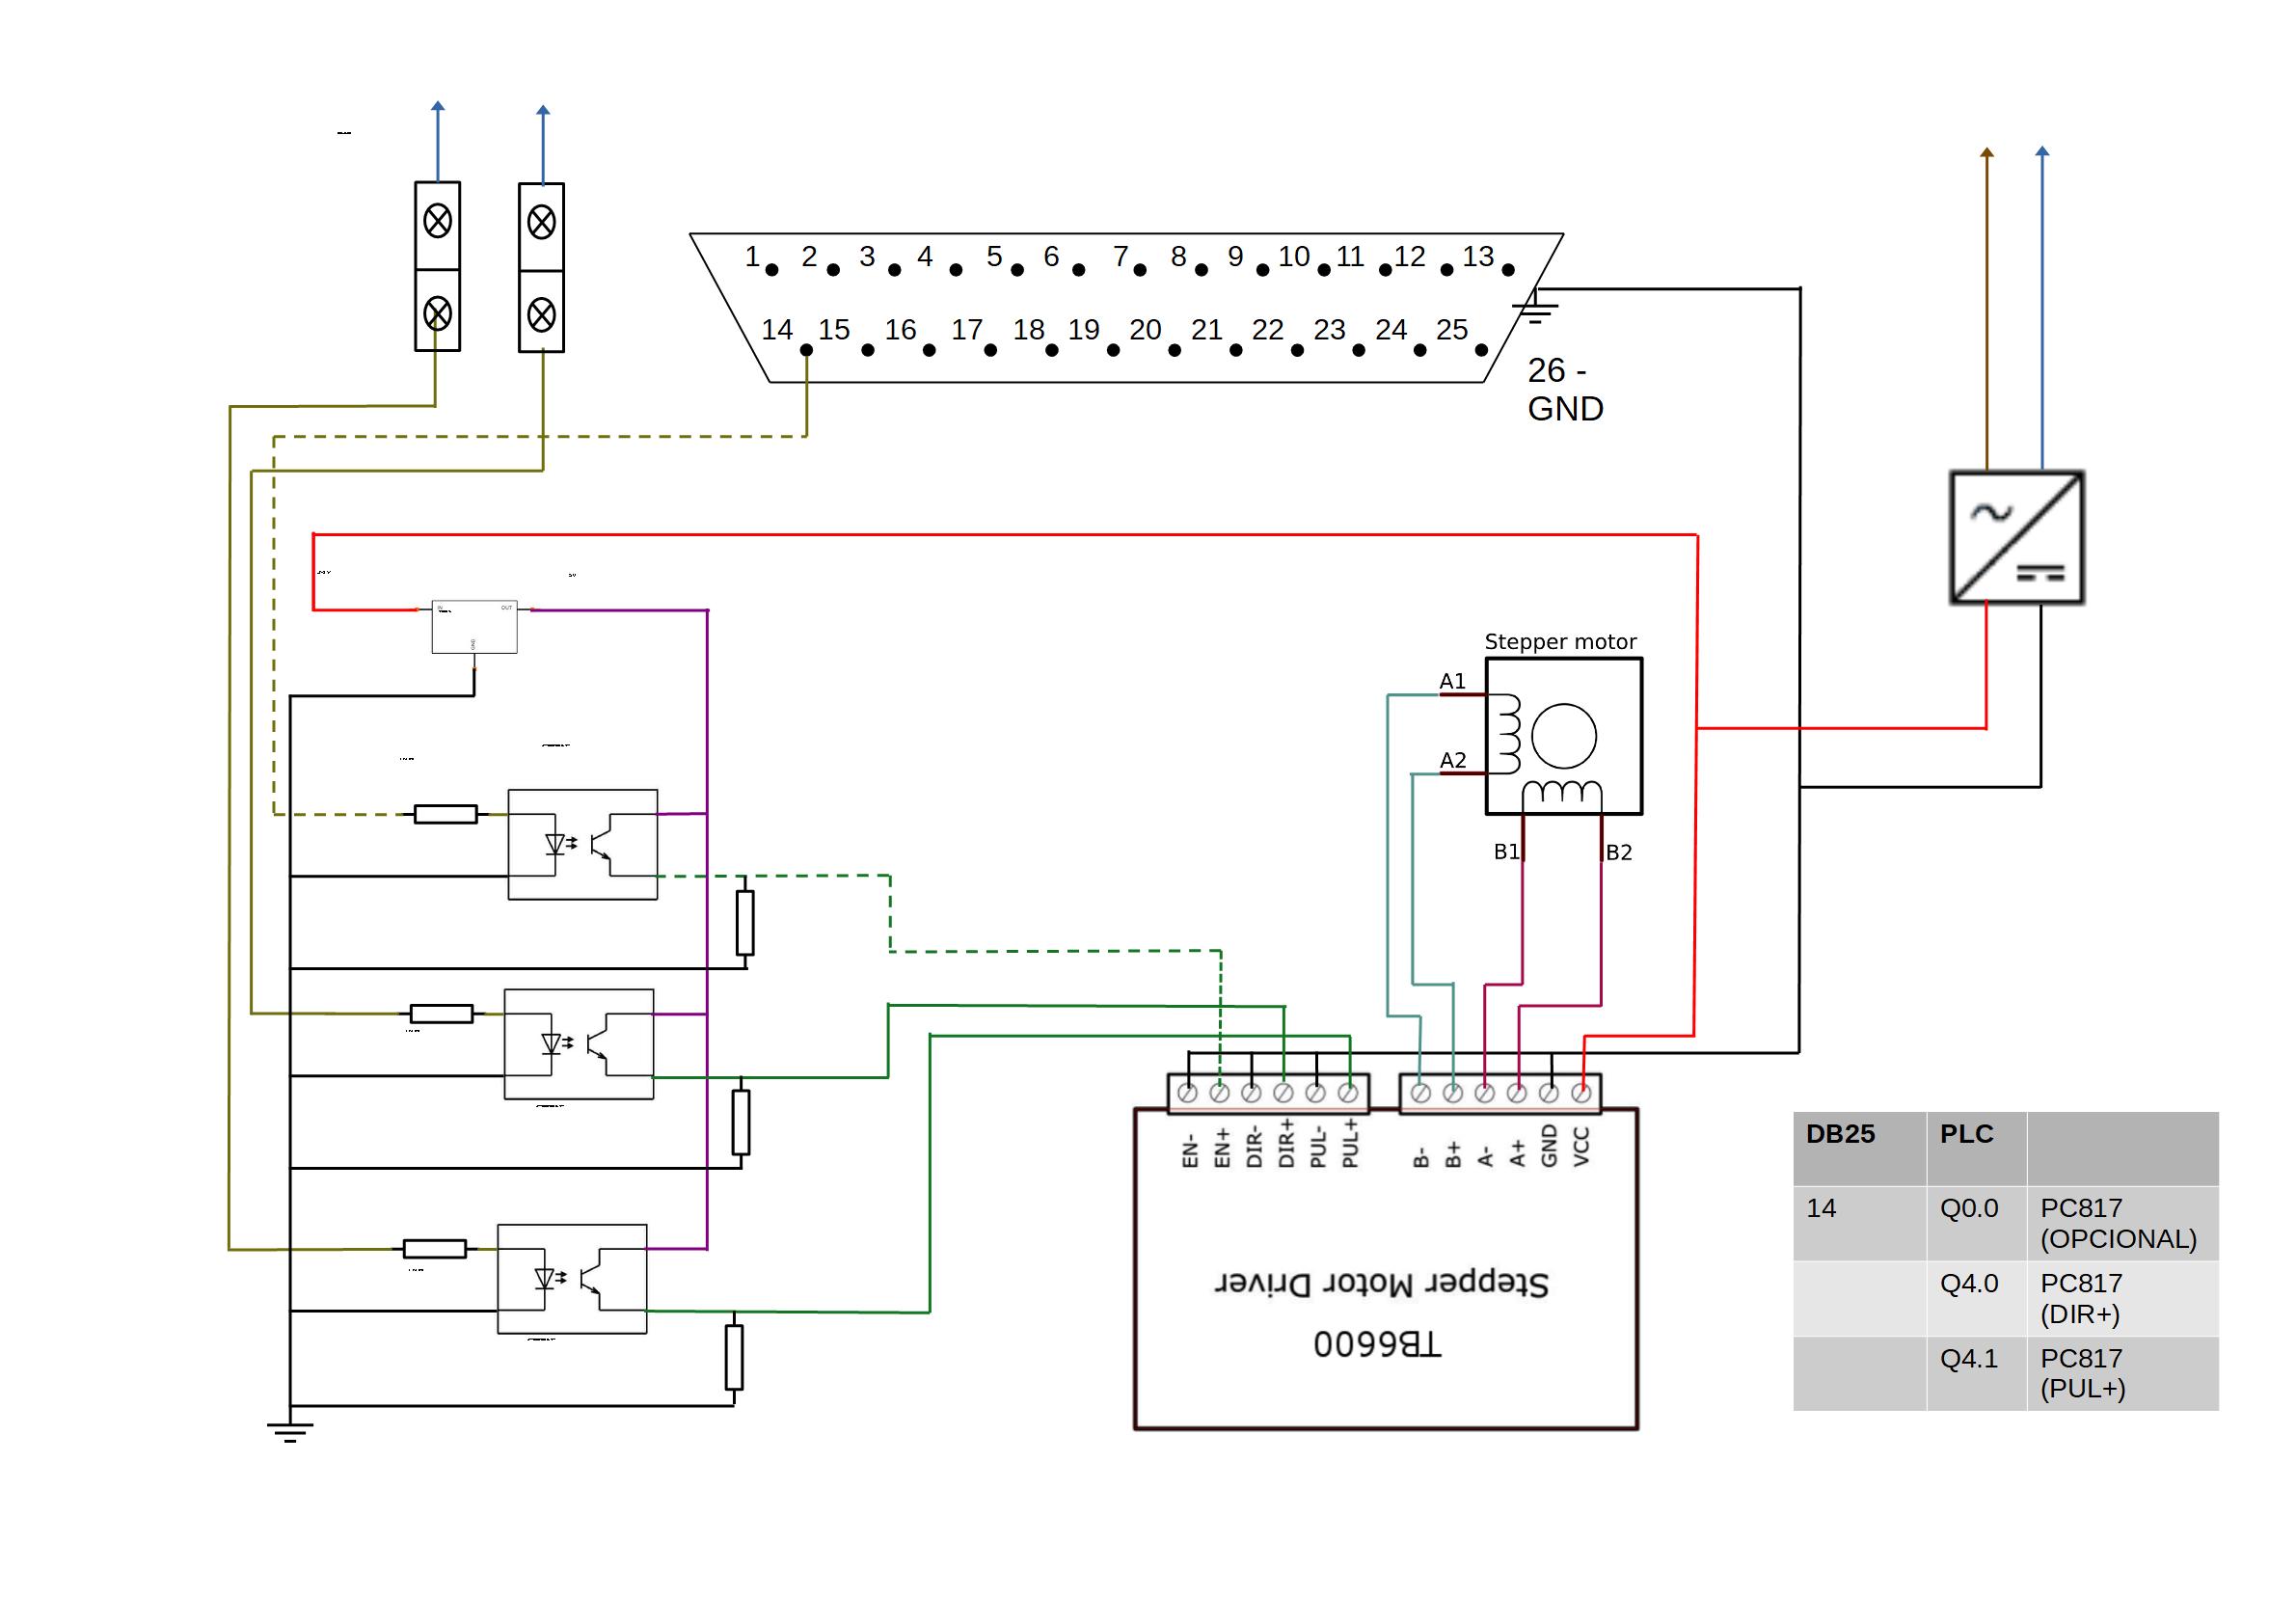 1 2 3 4 5 6 7 8 9 10 11 12 13
14 15 16 17 18 19 20 21 22 23 24 25
26 -
GND
IN OUT
GND
Stepper motor
A1
A2
B1 B2
EN- EN+ DIR- DIR+ PUL- PUL+ B- B+ A- A+ GND VCC
Stepper Motor Driver
TB6600
DB25 PLC
14 Q0.0 PC817
(OPCIONAL)
Q4.0 PC817
(DIR+)
Q4.1 PC817
(PUL+)